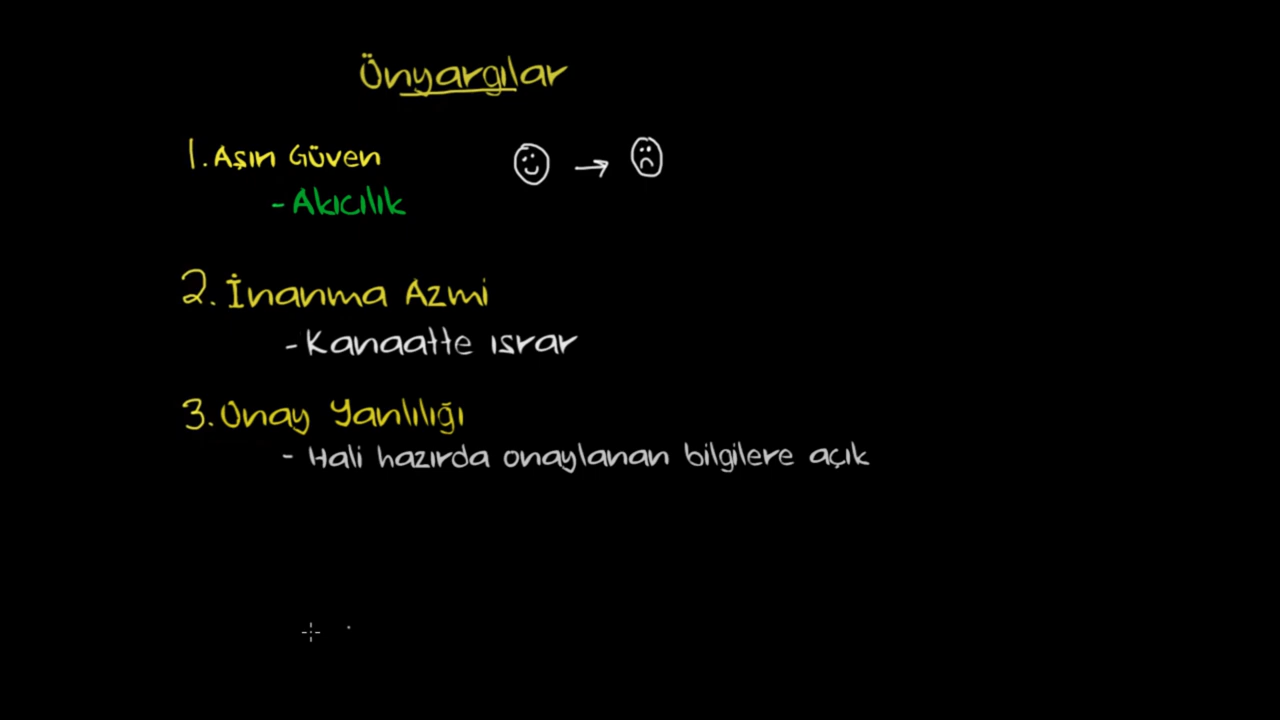 Önyargılar
1. Aşırı Güven
- Akıcılık
2. İnanma Azmi
- Kanaatte ısrar
3. Onay Yanlılığı
- Hali hazırda onaylanan bilgilere açık